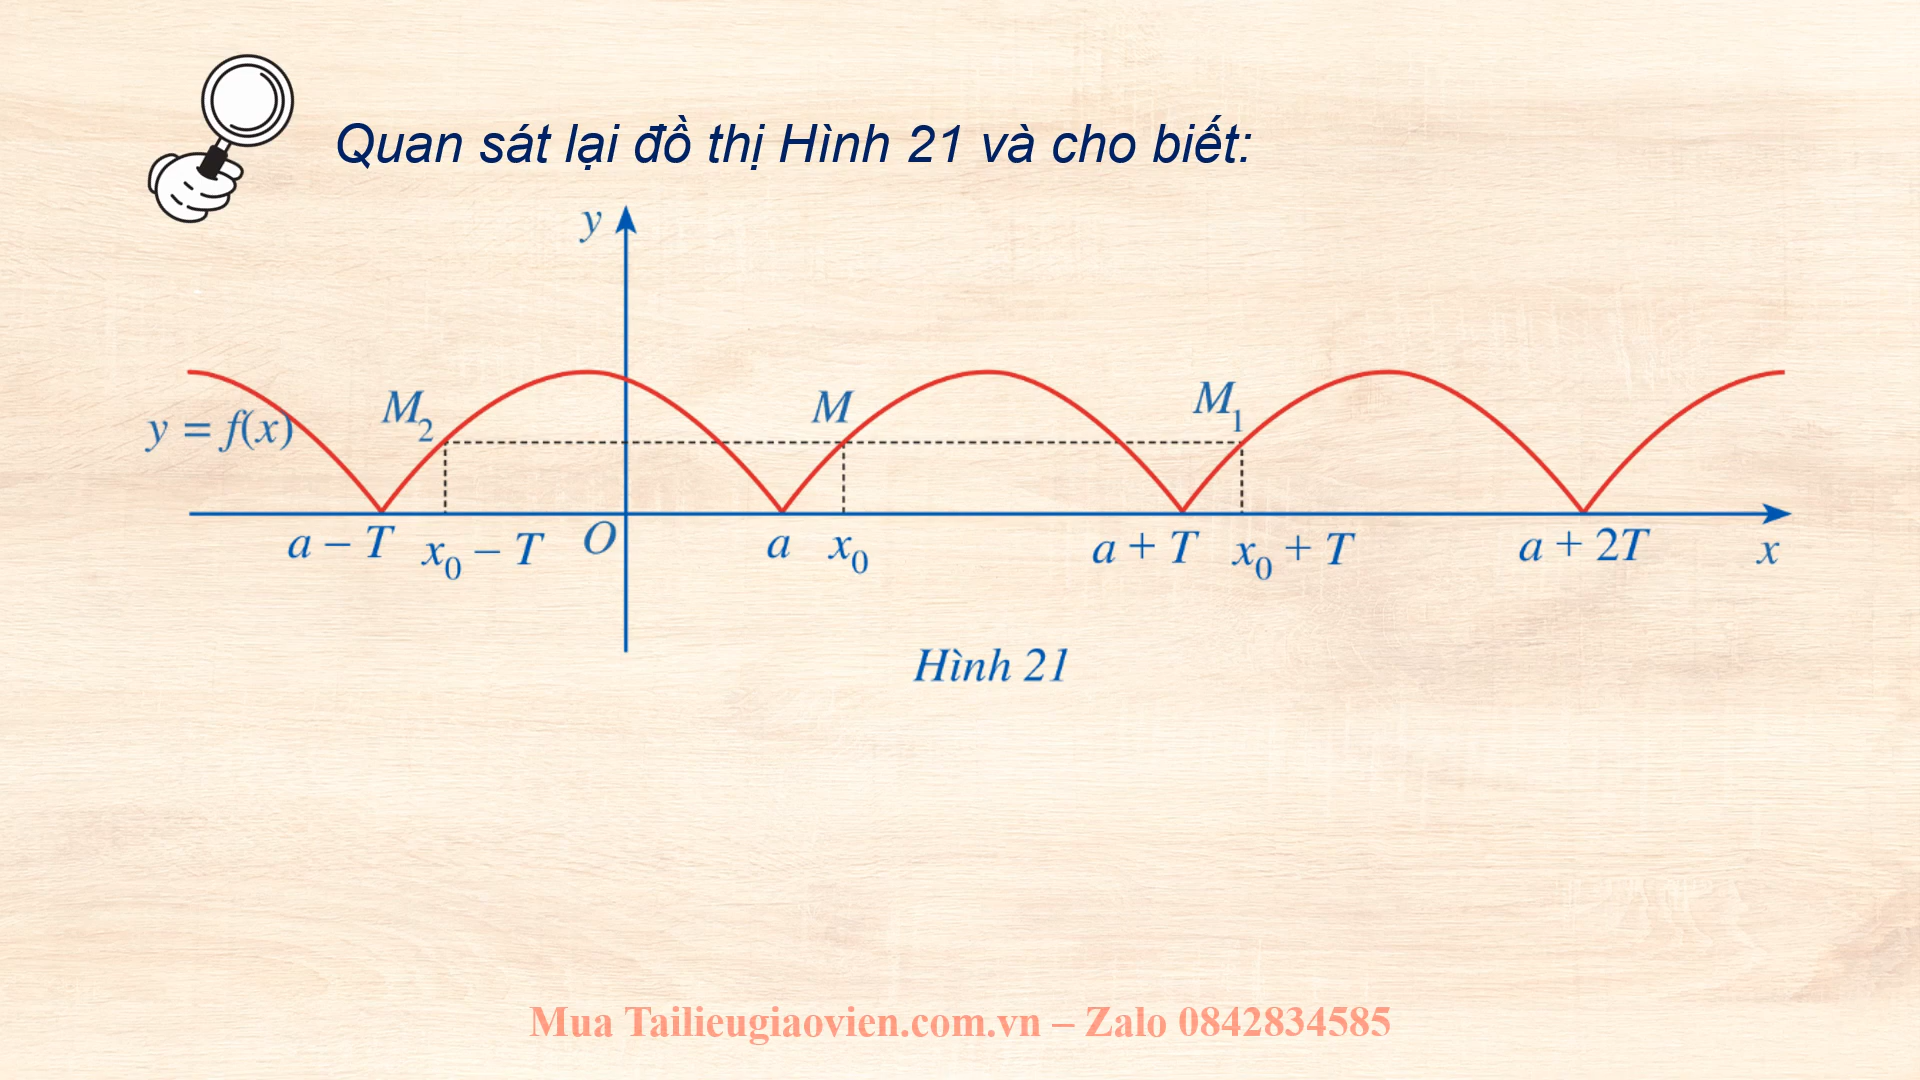 Quan sát lại đồ thị Hình 21 và cho biết:
y
M₂ M M₁
y = f(x)
a – T x₀ – T O a x₀ a + T x₀ + T a + 2T x
Hình 21
Mua Tailieugiaovien.com.vn – Zalo 0842834585